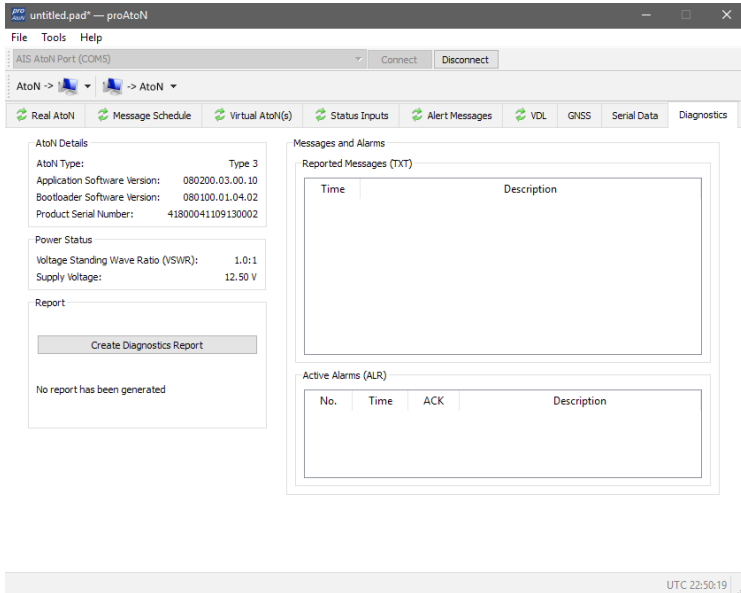 pro AtoN untitled.pad* — proAtoN
File Tools Help
AIS AtoN Port (COM5) Connect Disconnect
AtoN -> -> AtoN
Real AtoN Message Schedule Virtual AtoN(s) Status Inputs Alert Messages VDL GNSS Serial Data Diagnostics
AtoN Details
AtoN Type: Type 3
Application Software Version: 080200.03.00.10
Bootloader Software Version: 080100.01.04.02
Product Serial Number: 41800041109130002
Power Status
Voltage Standing Wave Ratio (VSWR): 1.0:1
Supply Voltage: 12.50 V
Report
Create Diagnostics Report
No report has been generated
Messages and Alarms
Reported Messages (TXT)
Time Description
Active Alarms (ALR)
No. Time ACK Description
UTC 22:50:19